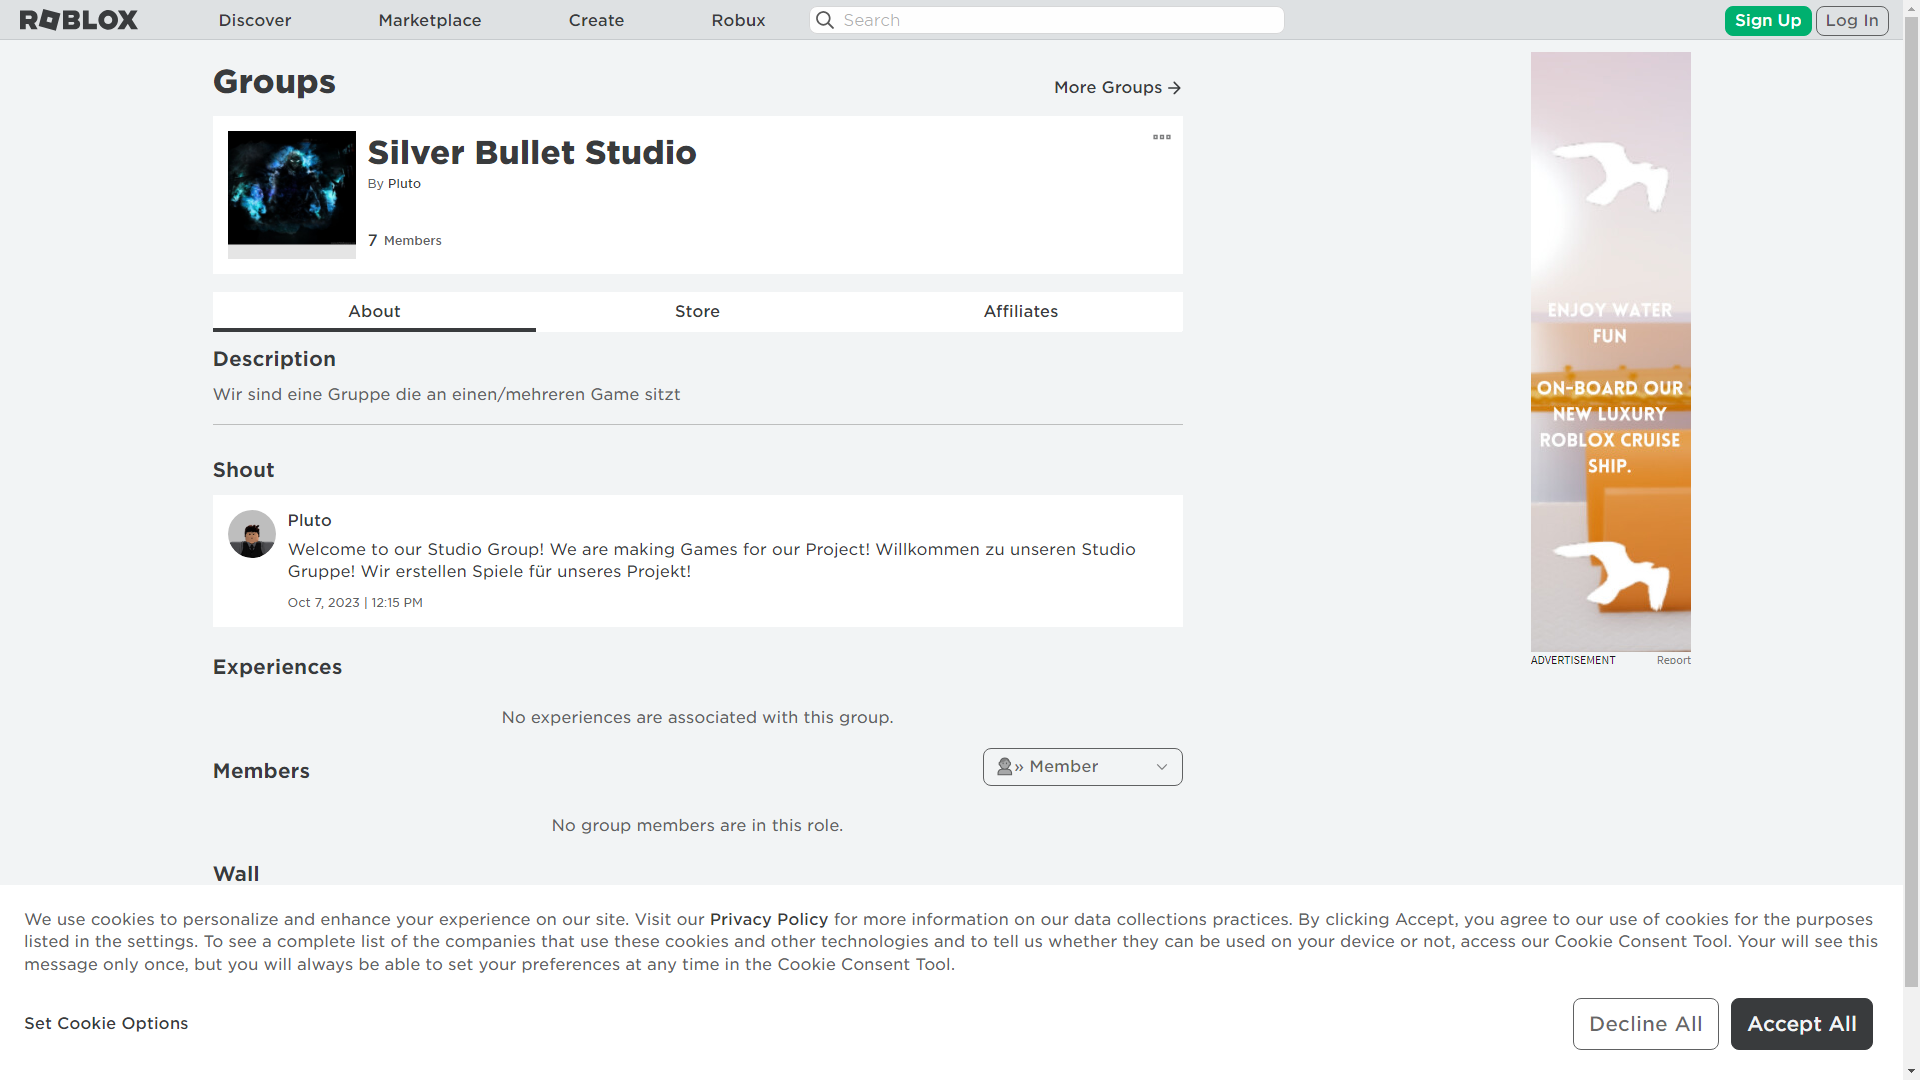 ROBLOX
Discover
Marketplace
Create
Robux
Search
Sign Up
Log In
Groups
More Groups
Silver Bullet Studio
By Pluto
7 Members
About
Store
Affiliates
Description
Wir sind eine Gruppe die an einen/mehreren Game sitzt
Shout
Pluto
Welcome to our Studio Group! We are making Games for our Project! Willkommen zu unseren Studio
Gruppe! Wir erstellen Spiele für unseres Projekt!
Oct 7, 2023 | 12:15 PM
Experiences
No experiences are associated with this group.
Members
👤» Member
No group members are in this role.
Wall
ENJOY WATER
FUN
ON-BOARD OUR
NEW LUXURY
ROBLOX CRUISE
SHIP.
ADVERTISEMENT
Report
We use cookies to personalize and enhance your experience on our site. Visit our Privacy Policy for more information on our data collections practices. By clicking Accept, you agree to our use of cookies for the purposes
listed in the settings. To see a complete list of the companies that use these cookies and other technologies and to tell us whether they can be used on your device or not, access our Cookie Consent Tool. Your will see this
message only once, but you will always be able to set your preferences at any time in the Cookie Consent Tool.
Set Cookie Options
Decline All
Accept All